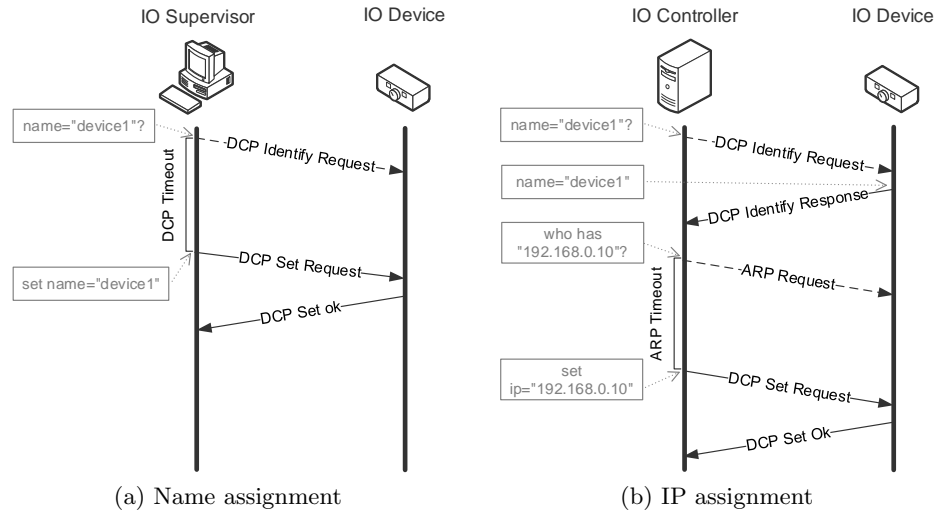 IO Supervisor
IO Device
name="device1"?
DCP Identify Request
DCP Timeout
DCP Set Request
set name="device1"
DCP Set ok
(a) Name assignment
IO Controller
IO Device
name="device1"?
DCP Identify Request
name="device1"
DCP Identify Response
who has
"192.168.0.10"?
ARP Request
ARP Timeout
set
ip="192.168.0.10"
DCP Set Request
DCP Set Ok
(b) IP assignment